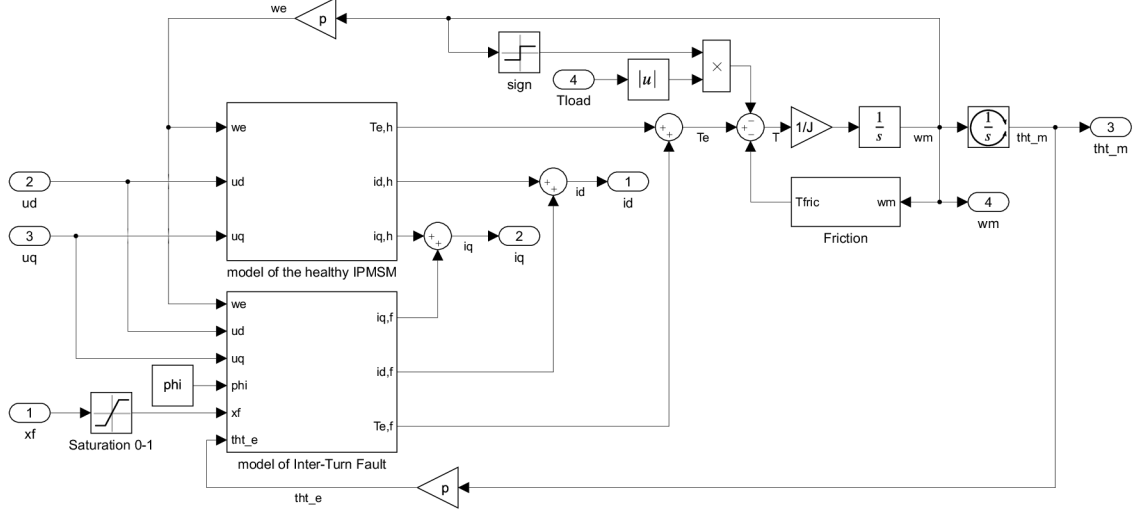 we
p
sign
4
Tload
|u|
×
we
ud
uq
Te,h
id,h
iq,h
model of the healthy IPMSM
2
ud
3
uq
+
+
Te
−
+
−
T
1/J
1
s
wm
1
s
tht_m
3
tht_m
+
+
id
1
id
+
+
iq
2
iq
Tfric
wm
Friction
4
wm
we
ud
uq
phi
xf
tht_e
iq,f
id,f
Te,f
model of Inter-Turn Fault
phi
1
xf
Saturation 0-1
tht_e
p